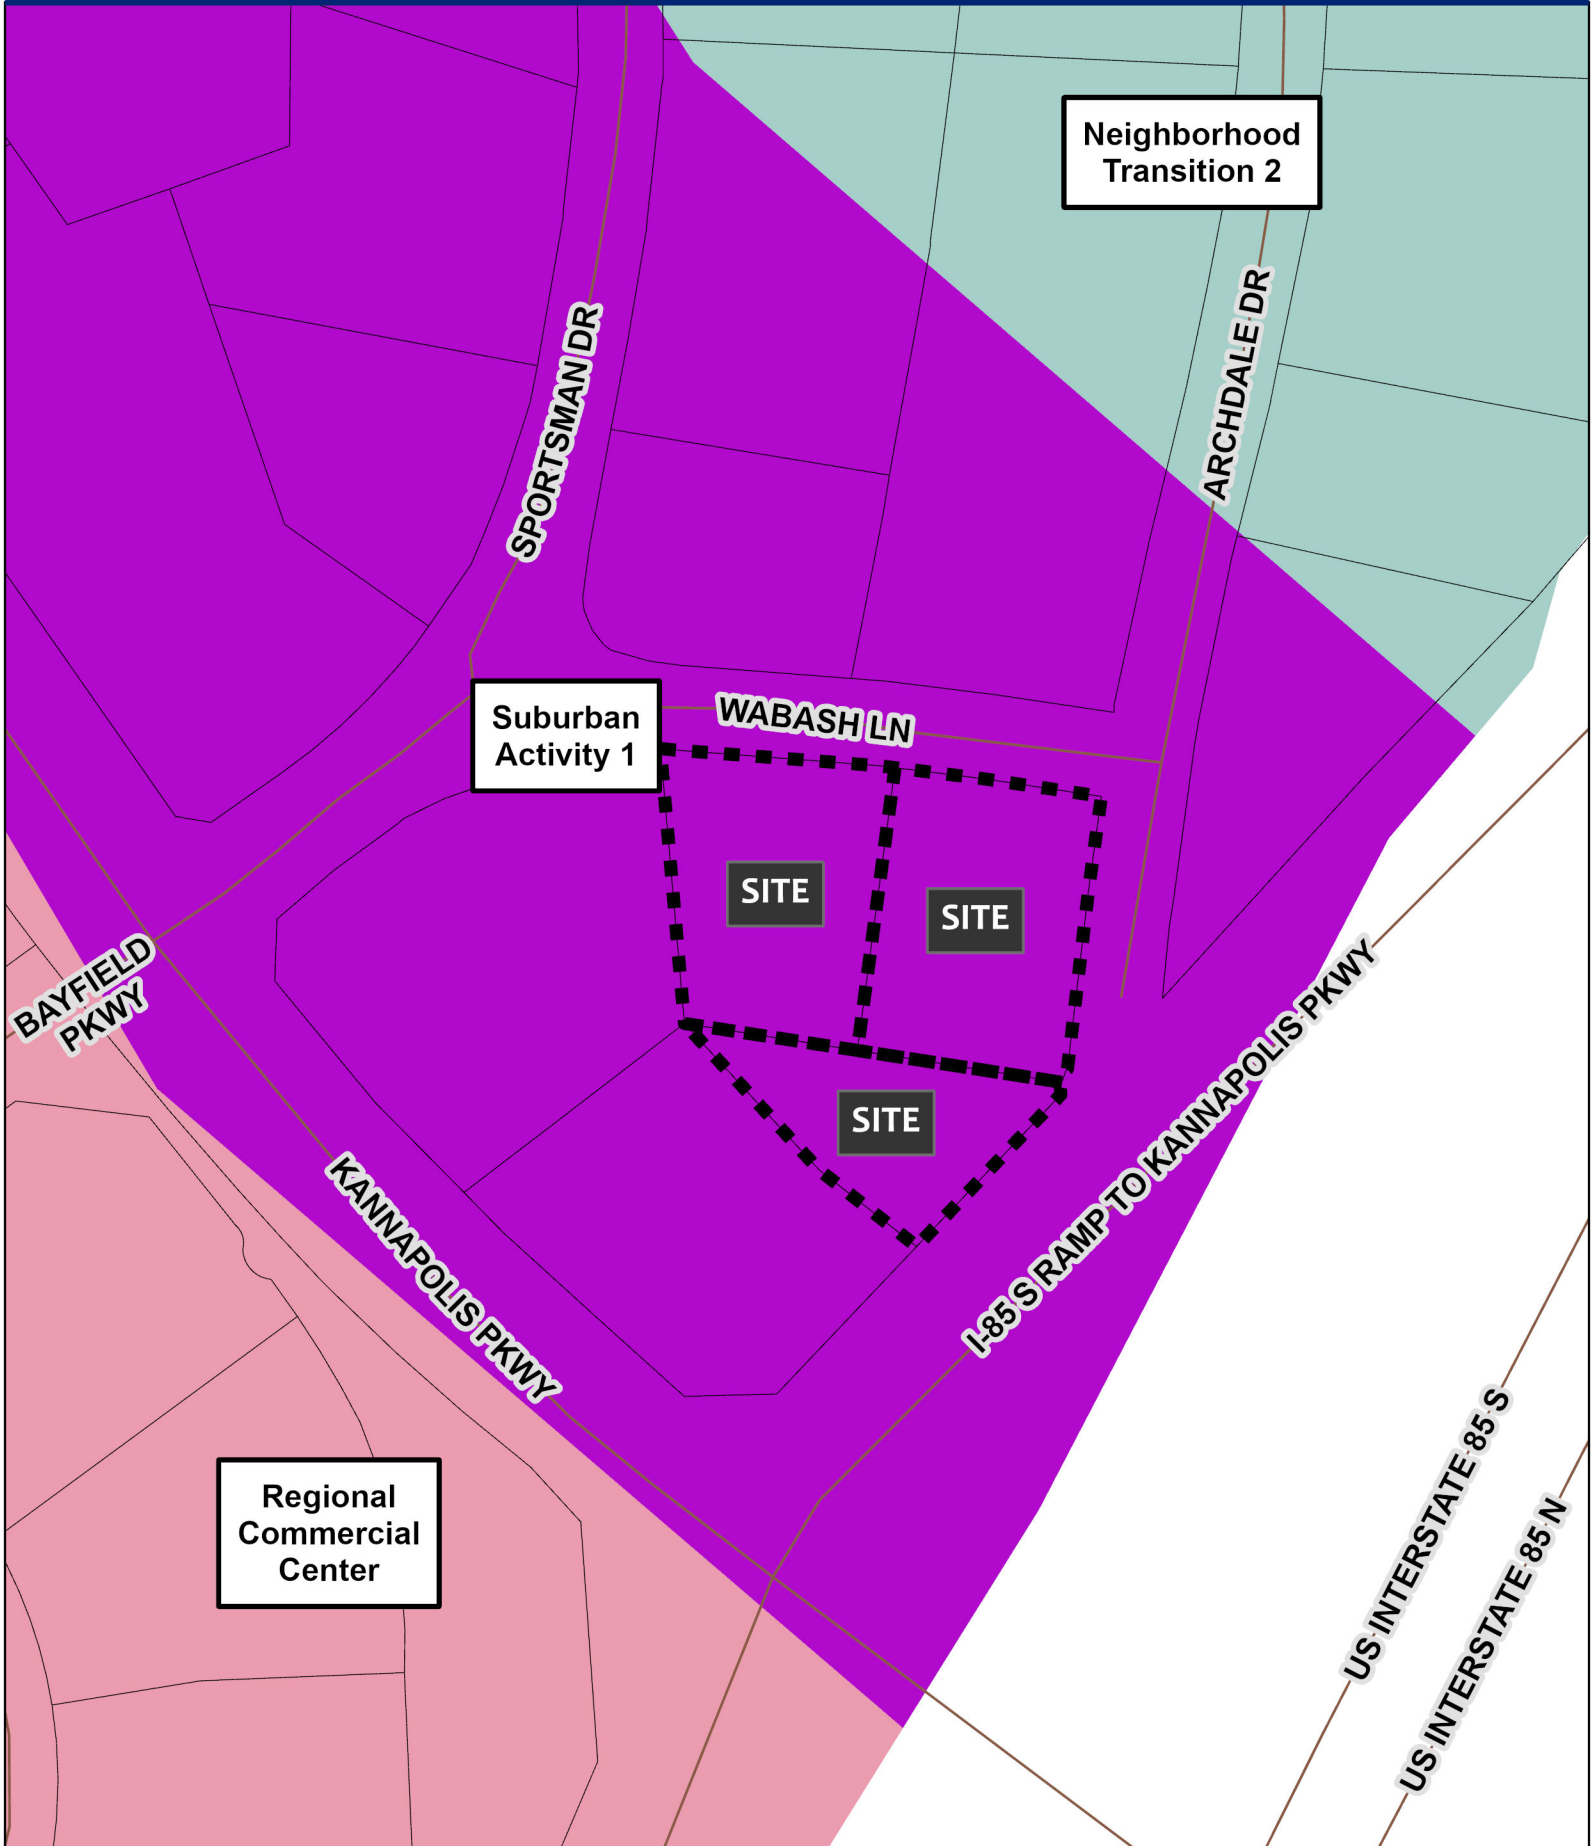 Neighborhood
Transition 2
ARCHDALE DR
SPORTSMAN DR
Suburban
Activity 1
WABASH LN
SITE
SITE
BAYFIELD
PKWY
SITE
I-85 S RAMP TO KANNAPOLIS PKWY
KANNAPOLIS PKWY
Regional
Commercial
Center
US INTERSTATE 85 S
US INTERSTATE 85 N